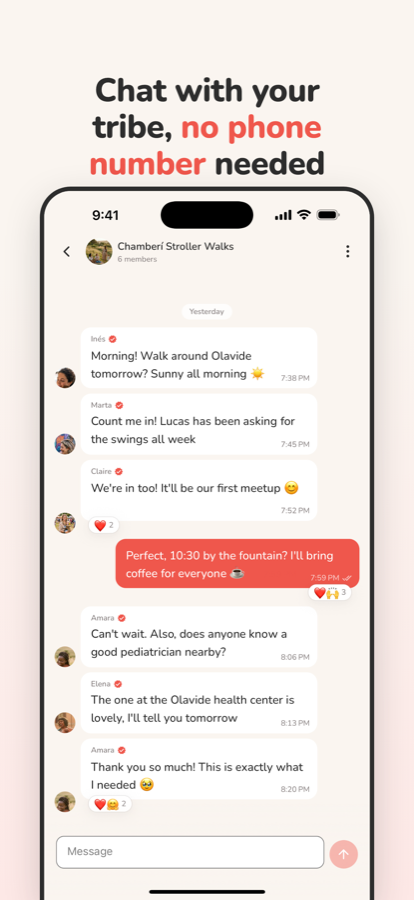 Chat with your
tribe, no phone
number needed
9:41
Chamberí Stroller Walks
6 members
Yesterday
Inés
Morning! Walk around Olavide
tomorrow? Sunny all morning ☀️
7:38 PM
Marta
Count me in! Lucas has been asking for
the swings all week
7:45 PM
Claire
We're in too! It'll be our first meetup 😊
7:52 PM
❤️ 2
Perfect, 10:30 by the fountain? I'll bring
coffee for everyone ☕
7:59 PM
❤️🙌 3
Amara
Can't wait. Also, does anyone know a
good pediatrician nearby?
8:06 PM
Elena
The one at the Olavide health center is
lovely, I'll tell you tomorrow
8:13 PM
Amara
Thank you so much! This is exactly what
I needed 🥹
8:20 PM
❤️🤗 2
Message